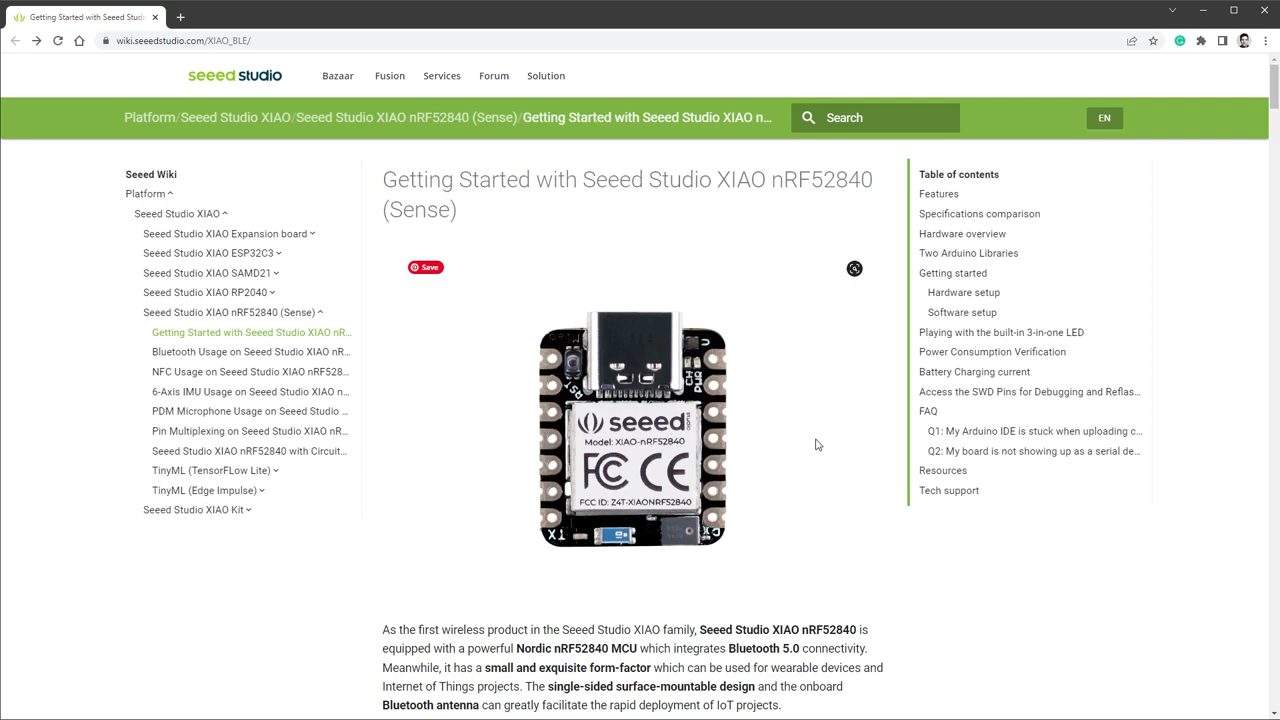 Getting Started with Seeed Studi
wiki.seeedstudio.com/XIAO_BLE/
seeed studio
Bazaar
Fusion
Services
Forum
Solution
Platform/Seeed Studio XIAO/Seeed Studio XIAO nRF52840 (Sense)/Getting Started with Seeed Studio XIAO n...
Search
EN
Seeed Wiki
Platform
Seeed Studio XIAO
Seeed Studio XIAO Expansion board
Seeed Studio XIAO ESP32C3
Seeed Studio XIAO SAMD21
Seeed Studio XIAO RP2040
Seeed Studio XIAO nRF52840 (Sense)
Getting Started with Seeed Studio XIAO nR...
Bluetooth Usage on Seeed Studio XIAO nR...
NFC Usage on Seeed Studio XIAO nRF528...
6-Axis IMU Usage on Seeed Studio XIAO n...
PDM Microphone Usage on Seeed Studio ...
Pin Multiplexing on Seeed Studio XIAO nR...
Seeed Studio XIAO nRF52840 with Circuit...
TinyML (TensorFLow Lite)
TinyML (Edge Impulse)
Seeed Studio XIAO Kit
Getting Started with Seeed Studio XIAO nRF52840
(Sense)
Save
RST
CH
PWR
seeed
studio
Model: XIAO-nRF52840
FC CE
FCC ID: Z4T-XIAONRF52840
TX
As the first wireless product in the Seeed Studio XIAO family, Seeed Studio XIAO nRF52840 is
equipped with a powerful Nordic nRF52840 MCU which integrates Bluetooth 5.0 connectivity.
Meanwhile, it has a small and exquisite form-factor which can be used for wearable devices and
Internet of Things projects. The single-sided surface-mountable design and the onboard
Bluetooth antenna can greatly facilitate the rapid deployment of IoT projects.
Table of contents
Features
Specifications comparison
Hardware overview
Two Arduino Libraries
Getting started
Hardware setup
Software setup
Playing with the built-in 3-in-one LED
Power Consumption Verification
Battery Charging current
Access the SWD Pins for Debugging and Reflas...
FAQ
Q1: My Arduino IDE is stuck when uploading c...
Q2: My board is not showing up as a serial de...
Resources
Tech support